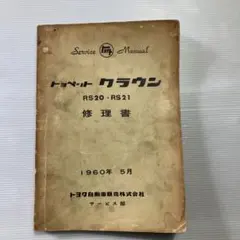 Service Manual
トヨペット クラウン
RS20・RS21
修理書
1960年 5月
トヨタ自動車販売株式会社
サービス部